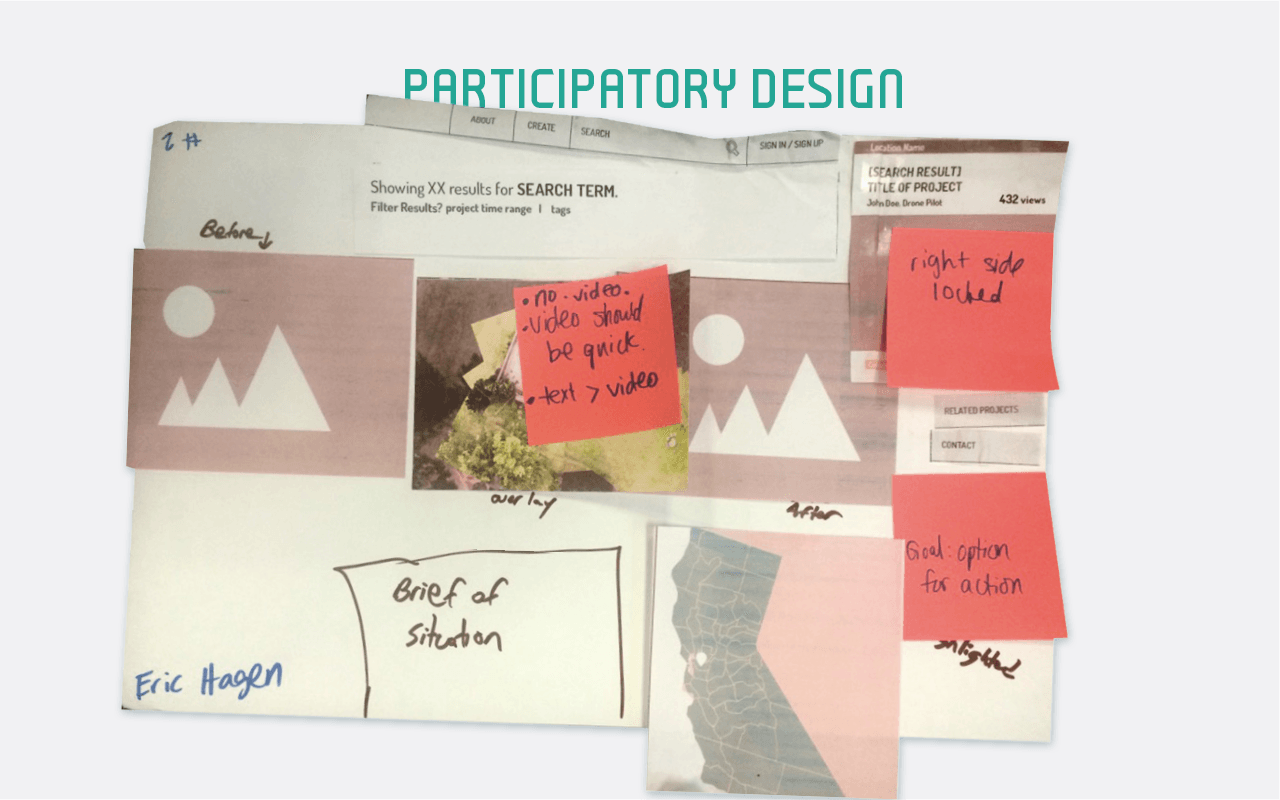 PARTICIPATORY DESIGN
2 #
ABOUT
CREATE
SEARCH
SIGN IN / SIGN UP
Showing XX results for SEARCH TERM.
Filter Results? project time range | tags
Location Name
[SEARCH RESULT]
TITLE OF PROJECT
John Doe, Drone Pilot
432 views
Before
• no video.
• video should
be quick.
• text > video
right side
locked
RELATED PROJECTS
CONTACT
overlay
After
Goal: option
for action
Brief of
situation
Eric Hagen